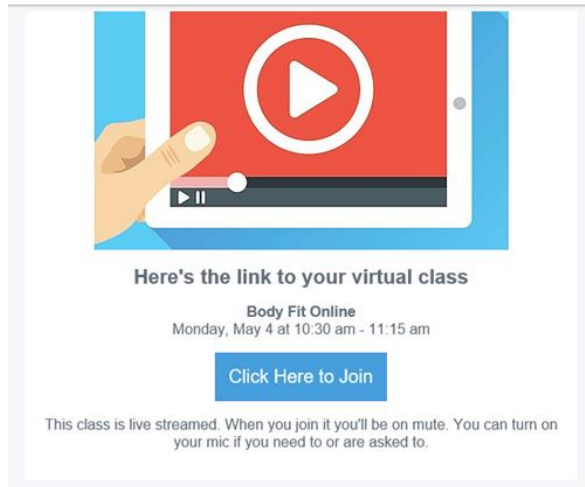 Here's the link to your virtual class
Body Fit Online
Monday, May 4 at 10:30 am - 11:15 am
Click Here to Join
This class is live streamed. When you join it you'll be on mute. You can turn on
your mic if you need to or are asked to.